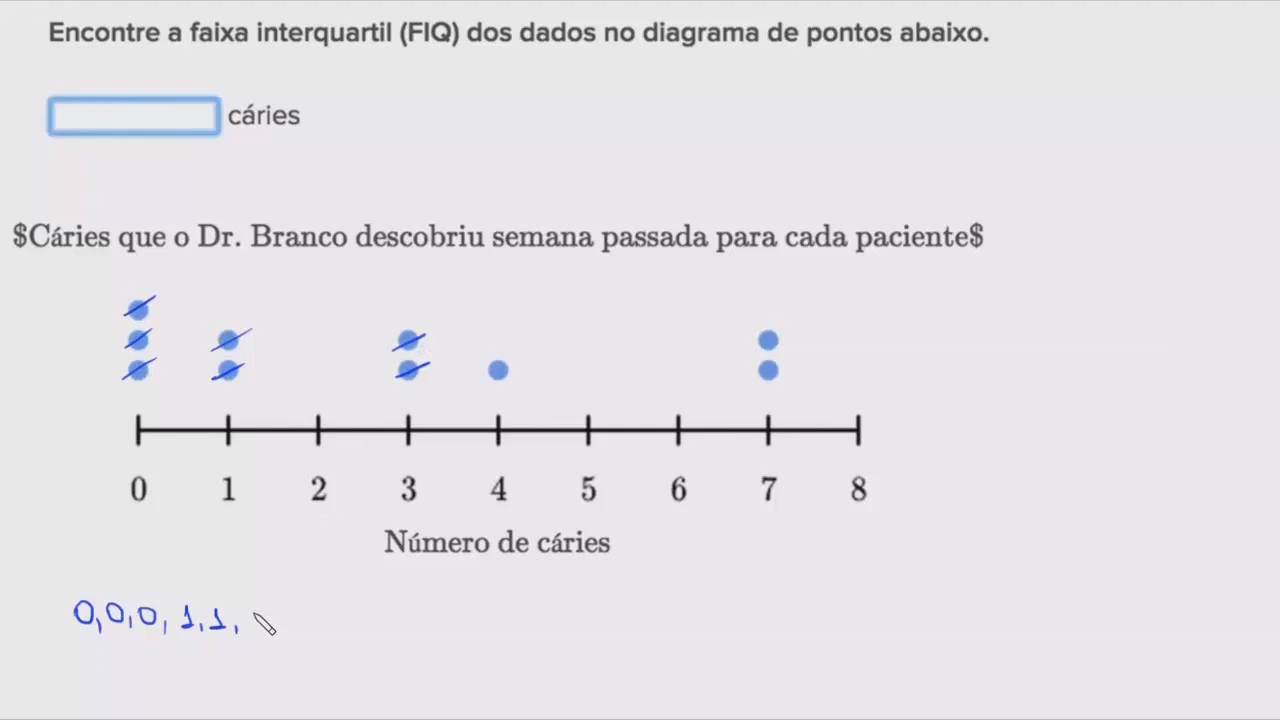 Encontre a faixa interquartil (FIQ) dos dados no diagrama de pontos abaixo.
cáries
$Cáries que o Dr. Branco descobriu semana passada para cada paciente$
0 1 2 3 4 5 6 7 8
Número de cáries
0,0,0,1,1,